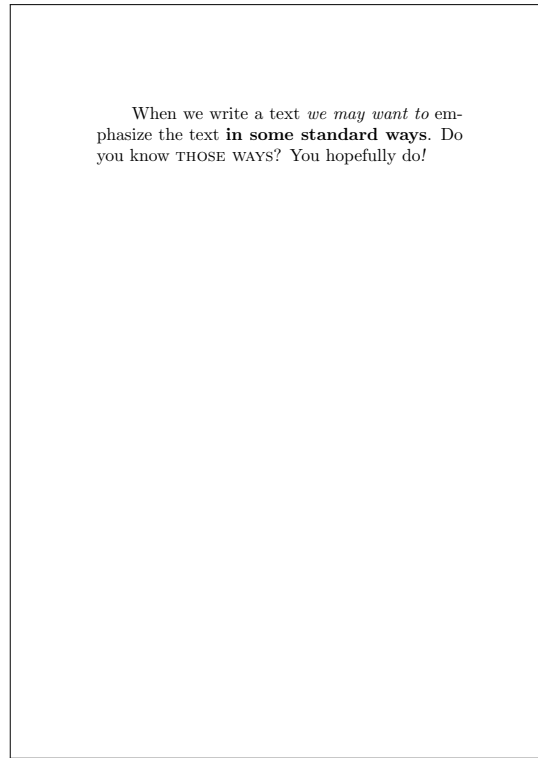 When we write a text we may want to em-
phasize the text in some standard ways. Do
you know THOSE WAYS? You hopefully do!